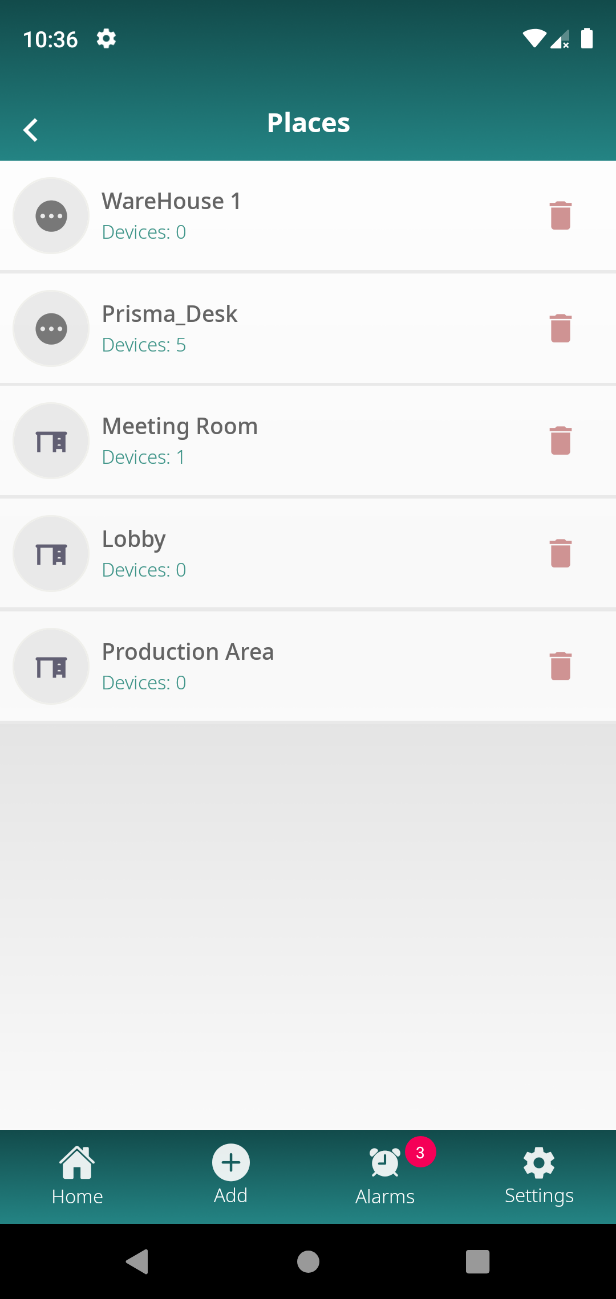 10:36
Places
WareHouse 1
Devices: 0
Prisma_Desk
Devices: 5
Meeting Room
Devices: 1
Lobby
Devices: 0
Production Area
Devices: 0
3
Home
Add
Alarms
Settings